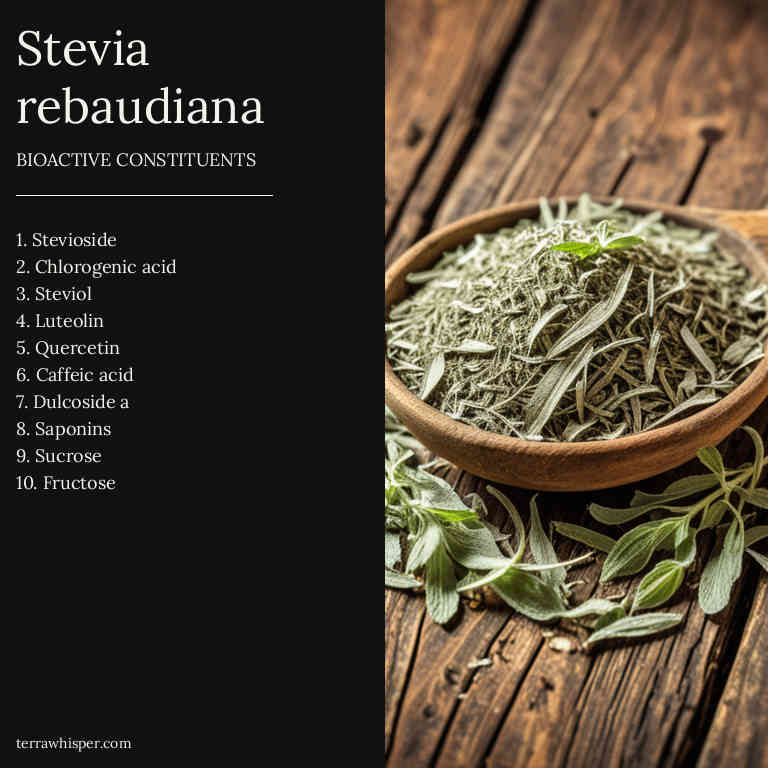 Stevia
rebaudiana
BIOACTIVE CONSTITUENTS
1. Stevioside
2. Chlorogenic acid
3. Steviol
4. Luteolin
5. Quercetin
6. Caffeic acid
7. Dulcoside a
8. Saponins
9. Sucrose
10. Fructose
terrawhisper.com